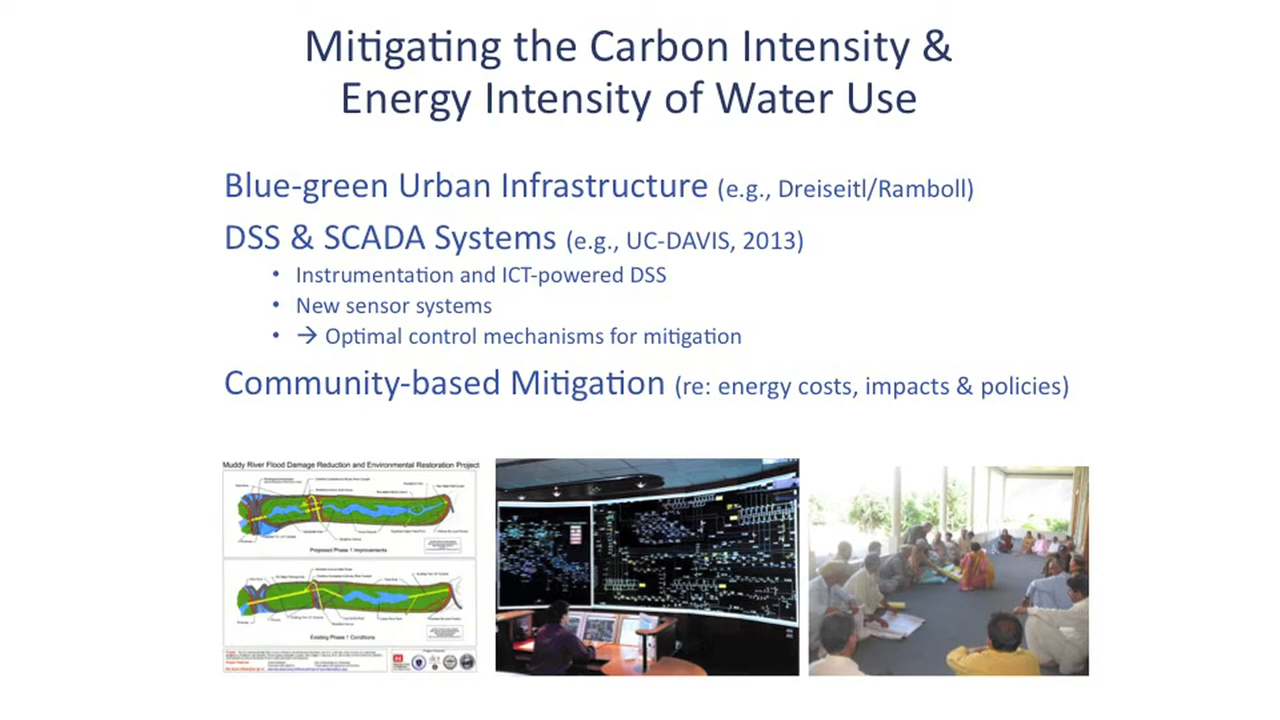 Mitigating the Carbon Intensity &
Energy Intensity of Water Use
Blue-green Urban Infrastructure (e.g., Dreiseitl/Ramboll)
DSS & SCADA Systems (e.g., UC-DAVIS, 2013)
• Instrumentation and ICT-powered DSS
• New sensor systems
• → Optimal control mechanisms for mitigation
Community-based Mitigation (re: energy costs, impacts & policies)
Muddy River Flood Damage Reduction and Environmental Restoration Project
Proposed Phase 1 Improvements
Existing Phase 1 Conditions